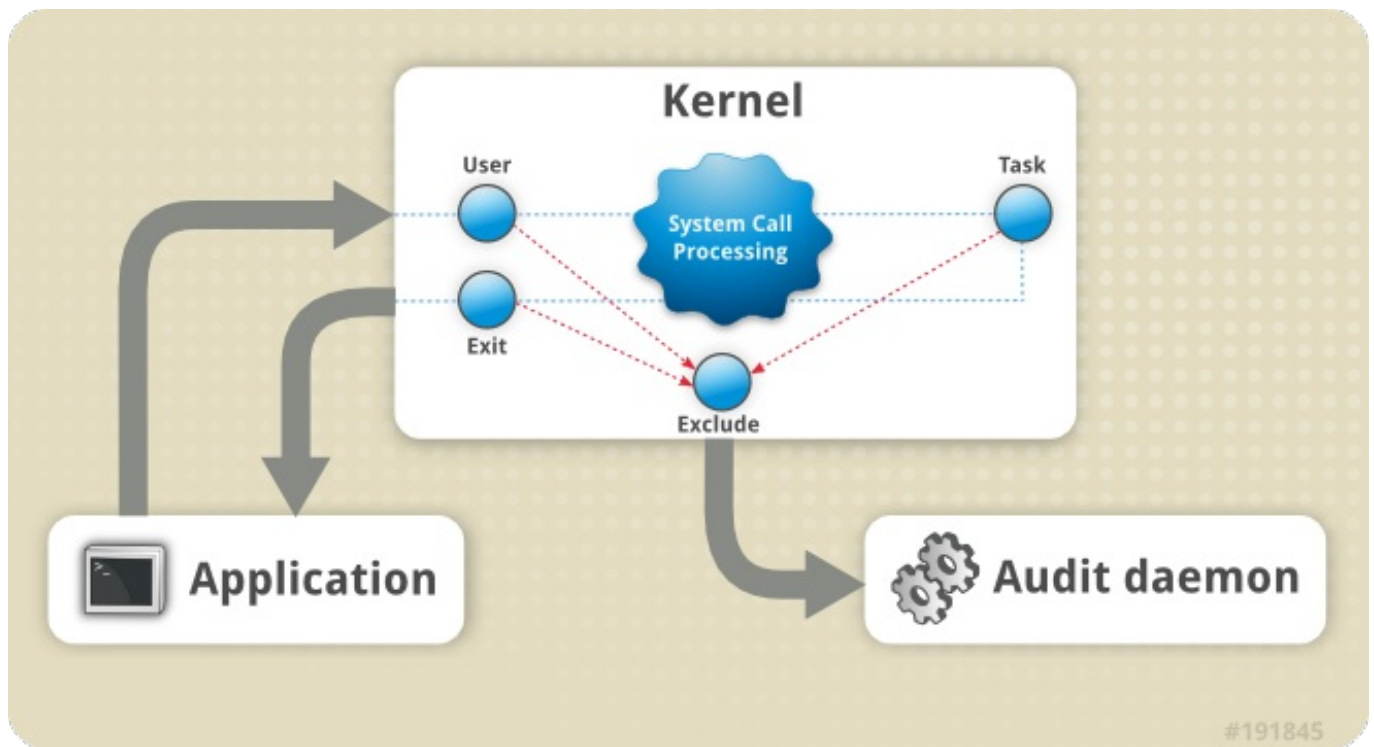 Kernel
User
Task
System Call
Processing
Exit
Exclude
>_
Application
Audit daemon
#191845